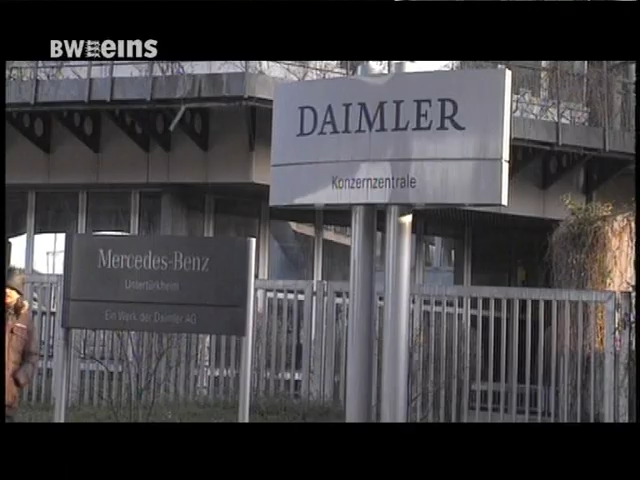 BW eins
DAIMLER
Konzernzentrale
Mercedes-Benz
Untertürkheim
Ein Werk der Daimler AG